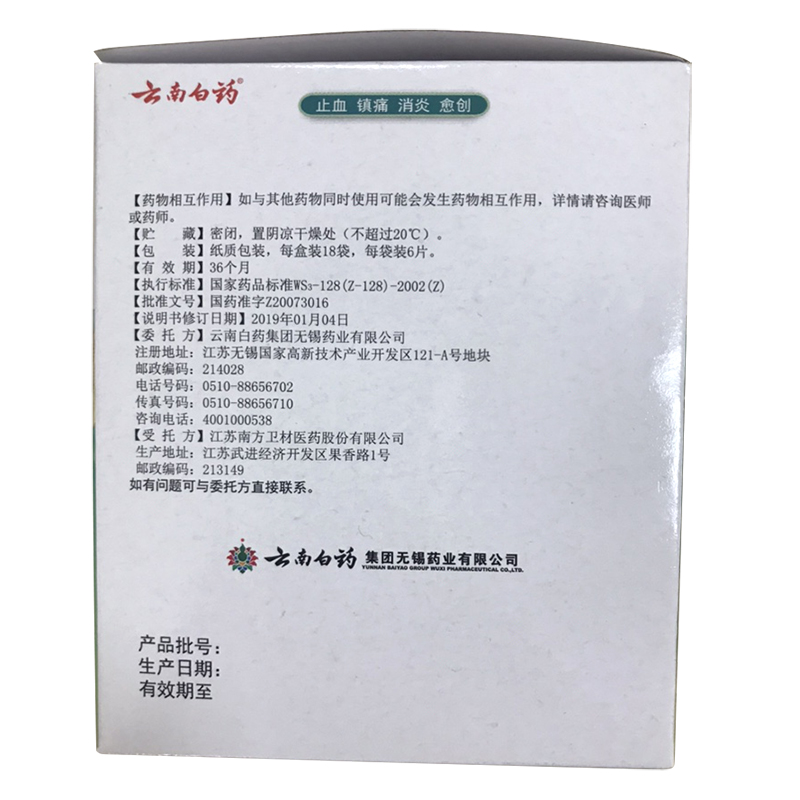 云南白药®
止血 镇痛 消炎 愈创
【药物相互作用】如与其他药物同时使用可能会发生药物相互作用，详情请咨询医师
或药师。
【贮 藏】密闭，置阴凉干燥处（不超过20℃）。
【包 装】纸质包装，每盒装18袋，每袋装6片。
【有 效 期】36个月
【执行标准】国家药品标准WS₃-128(Z-128)-2002(Z)
【批准文号】国药准字Z20073016
【说明书修订日期】2019年01月04日
【委 托 方】云南白药集团无锡药业有限公司
注册地址：江苏无锡国家高新技术产业开发区121-A号地块
邮政编码：214028
电话号码：0510-88656702
传真号码：0510-88656710
咨询电话：4001000538
【受 托 方】江苏南方卫材医药股份有限公司
生产地址：江苏武进经济开发区果香路1号
邮政编码：213149
如有问题可与委托方直接联系。
云南白药 集团无锡药业有限公司
YUNNAN BAIYAO GROUP WUXI PHARMACEUTICAL CO.,LTD.
产品批号：
生产日期：
有效期至